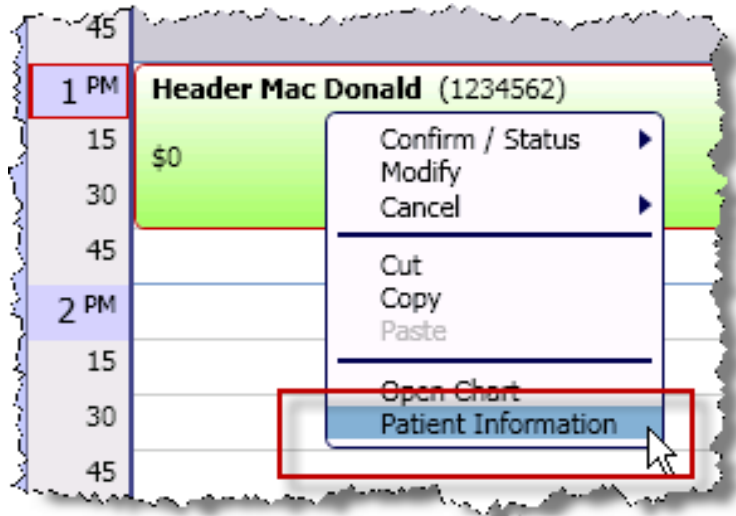 45
1 PM
Header Mac Donald (1234562)
15
$0
30
45
2 PM
15
30
45
Confirm / Status
Modify
Cancel
Cut
Copy
Paste
Open Chart
Patient Information